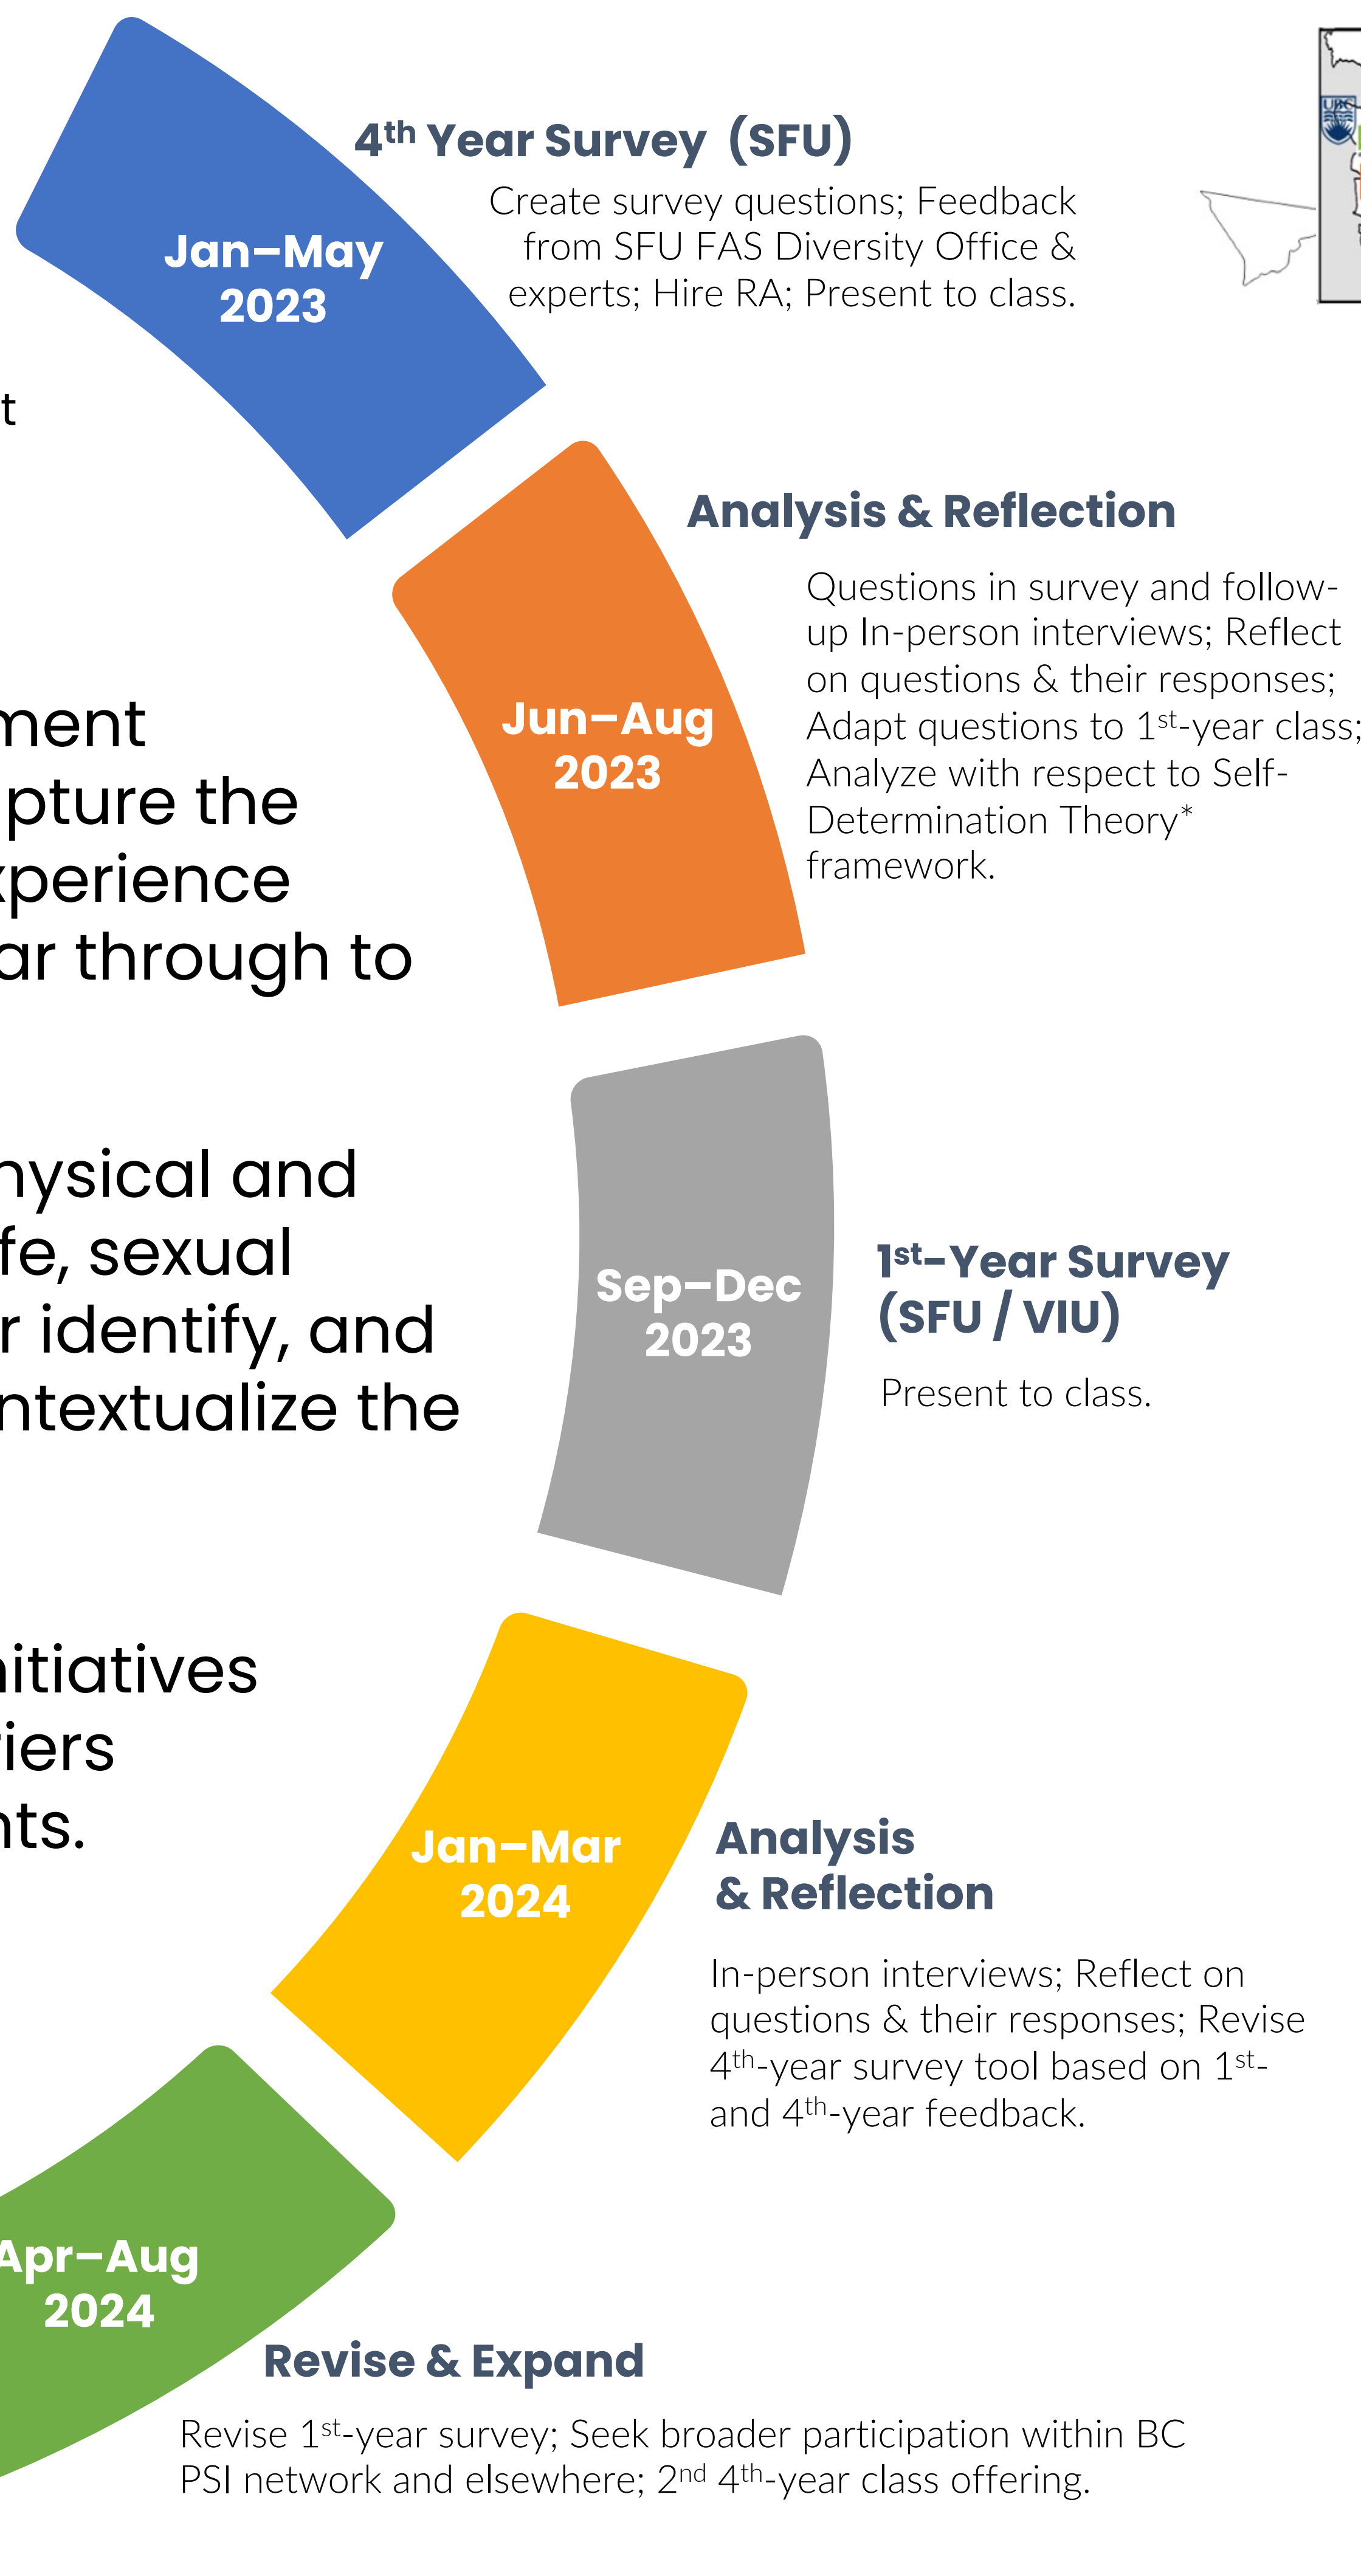 4th Year Survey (SFU)
Create survey questions; Feedback
from SFU FAS Diversity Office &
experts; Hire RA; Present to class.
Jan–May
2023
UBC
t
Analysis & Reflection
Questions in survey and follow-
up In-person interviews; Reflect
on questions & their responses;
Adapt questions to 1st-year class;
Analyze with respect to Self-
Determination Theory*
framework.
Jun–Aug
2023
ment
pture the
xperience
ar through to
hysical and
fe, sexual
r identify, and
ntextualize the
Sep–Dec
2023
1st-Year Survey
(SFU / VIU)
Present to class.
nitiatives
riers
nts.
Jan–Mar
2024
Analysis
& Reflection
In-person interviews; Reflect on
questions & their responses; Revise
4th-year survey tool based on 1st-
and 4th-year feedback.
Apr–Aug
2024
Revise & Expand
Revise 1st-year survey; Seek broader participation within BC
PSI network and elsewhere; 2nd 4th-year class offering.